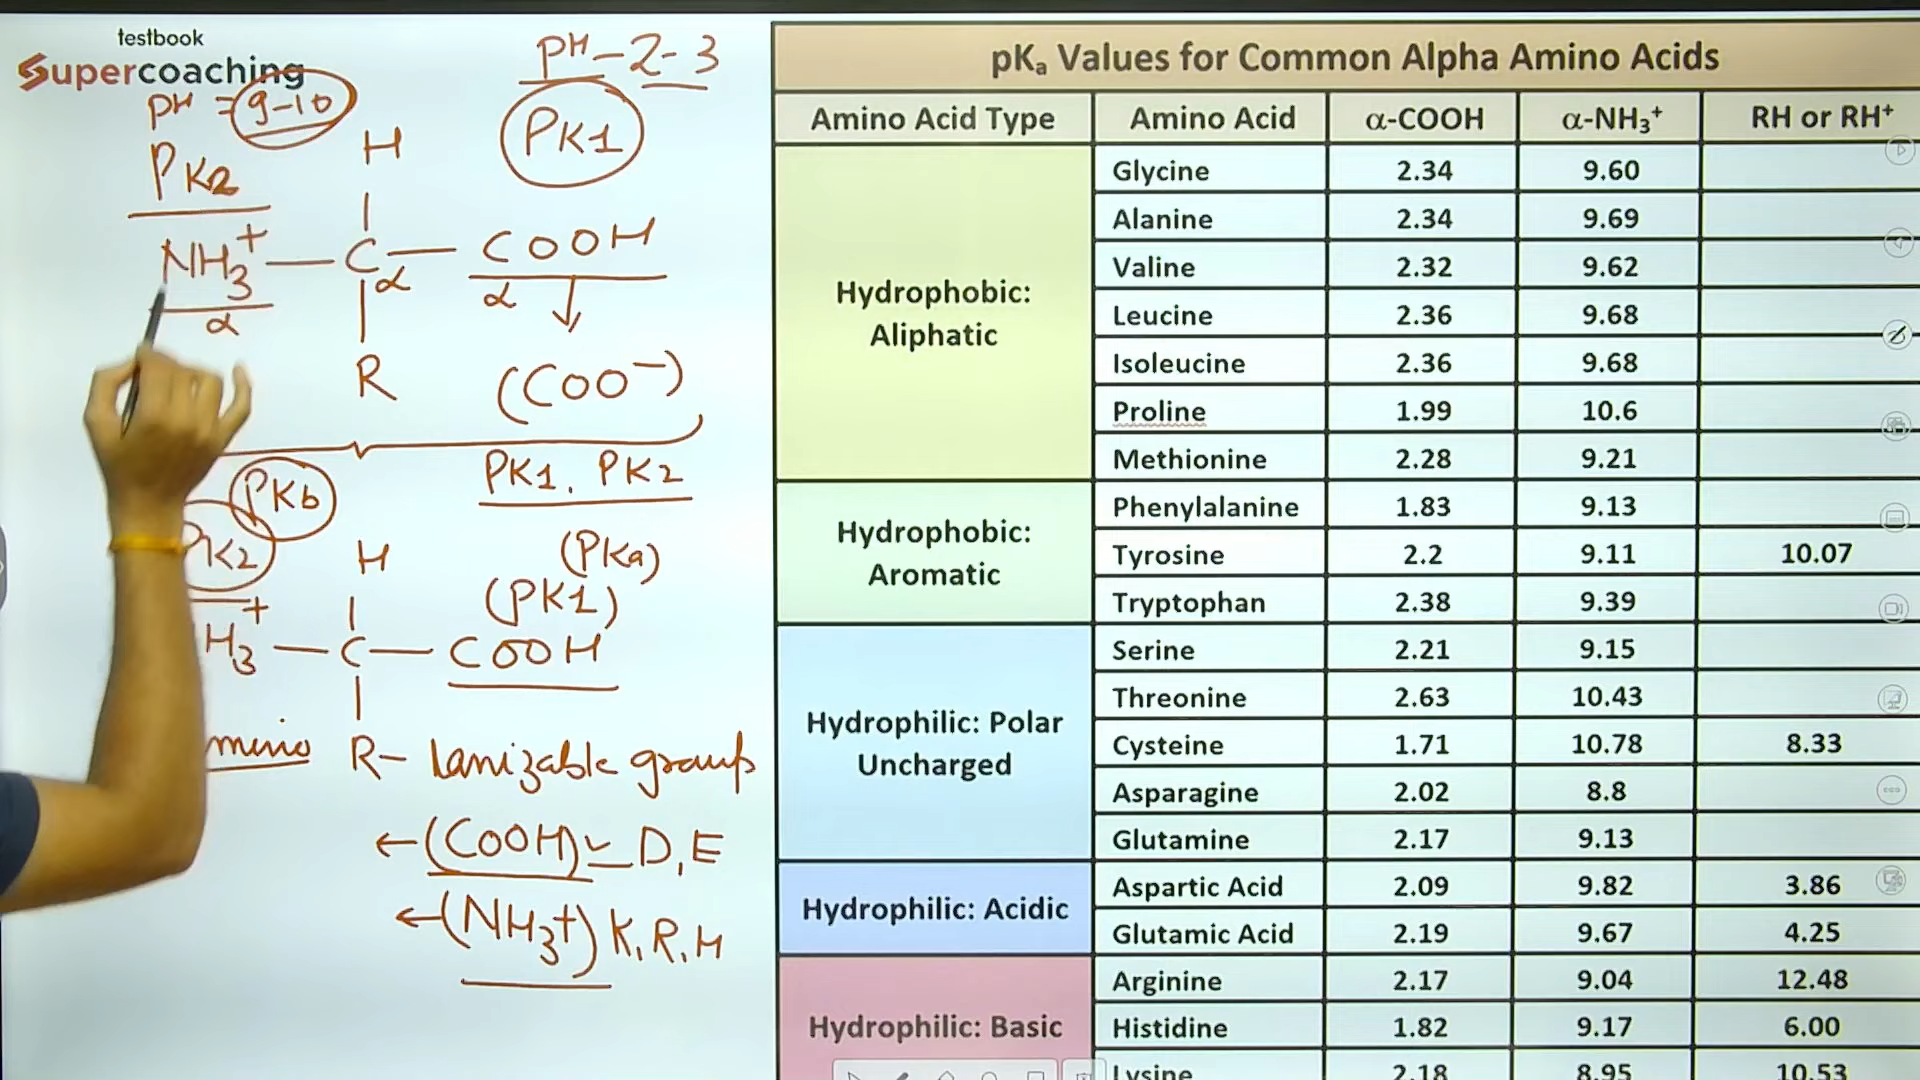 testbook
Supercoaching
PH = 9-10
PK2
PH-2-3
PK1
H
NH3+ — C — COOH
α
α
α
R
(COO-)
PK1, PK2
PKb
PK2
H
(PKa)
(PK1)
+
H3 — C — COOH
R- Ionizable group
←(COOH) D, E
←(NH3+) K, R, H
pKa Values for Common Alpha Amino Acids
Amino Acid Type Amino Acid α-COOH α-NH3+ RH or RH+
Hydrophobic:
Aliphatic
Glycine 2.34 9.60
Alanine 2.34 9.69
Valine 2.32 9.62
Leucine 2.36 9.68
Isoleucine 2.36 9.68
Proline 1.99 10.6
Methionine 2.28 9.21
Hydrophobic:
Aromatic
Phenylalanine 1.83 9.13
Tyrosine 2.2 9.11 10.07
Tryptophan 2.38 9.39
Hydrophilic: Polar
Uncharged
Serine 2.21 9.15
Threonine 2.63 10.43
Cysteine 1.71 10.78 8.33
Asparagine 2.02 8.8
Glutamine 2.17 9.13
Hydrophilic: Acidic
Aspartic Acid 2.09 9.82 3.86
Glutamic Acid 2.19 9.67 4.25
Hydrophilic: Basic
Arginine 2.17 9.04 12.48
Histidine 1.82 9.17 6.00
Lysine 2.18 8.95 10.53